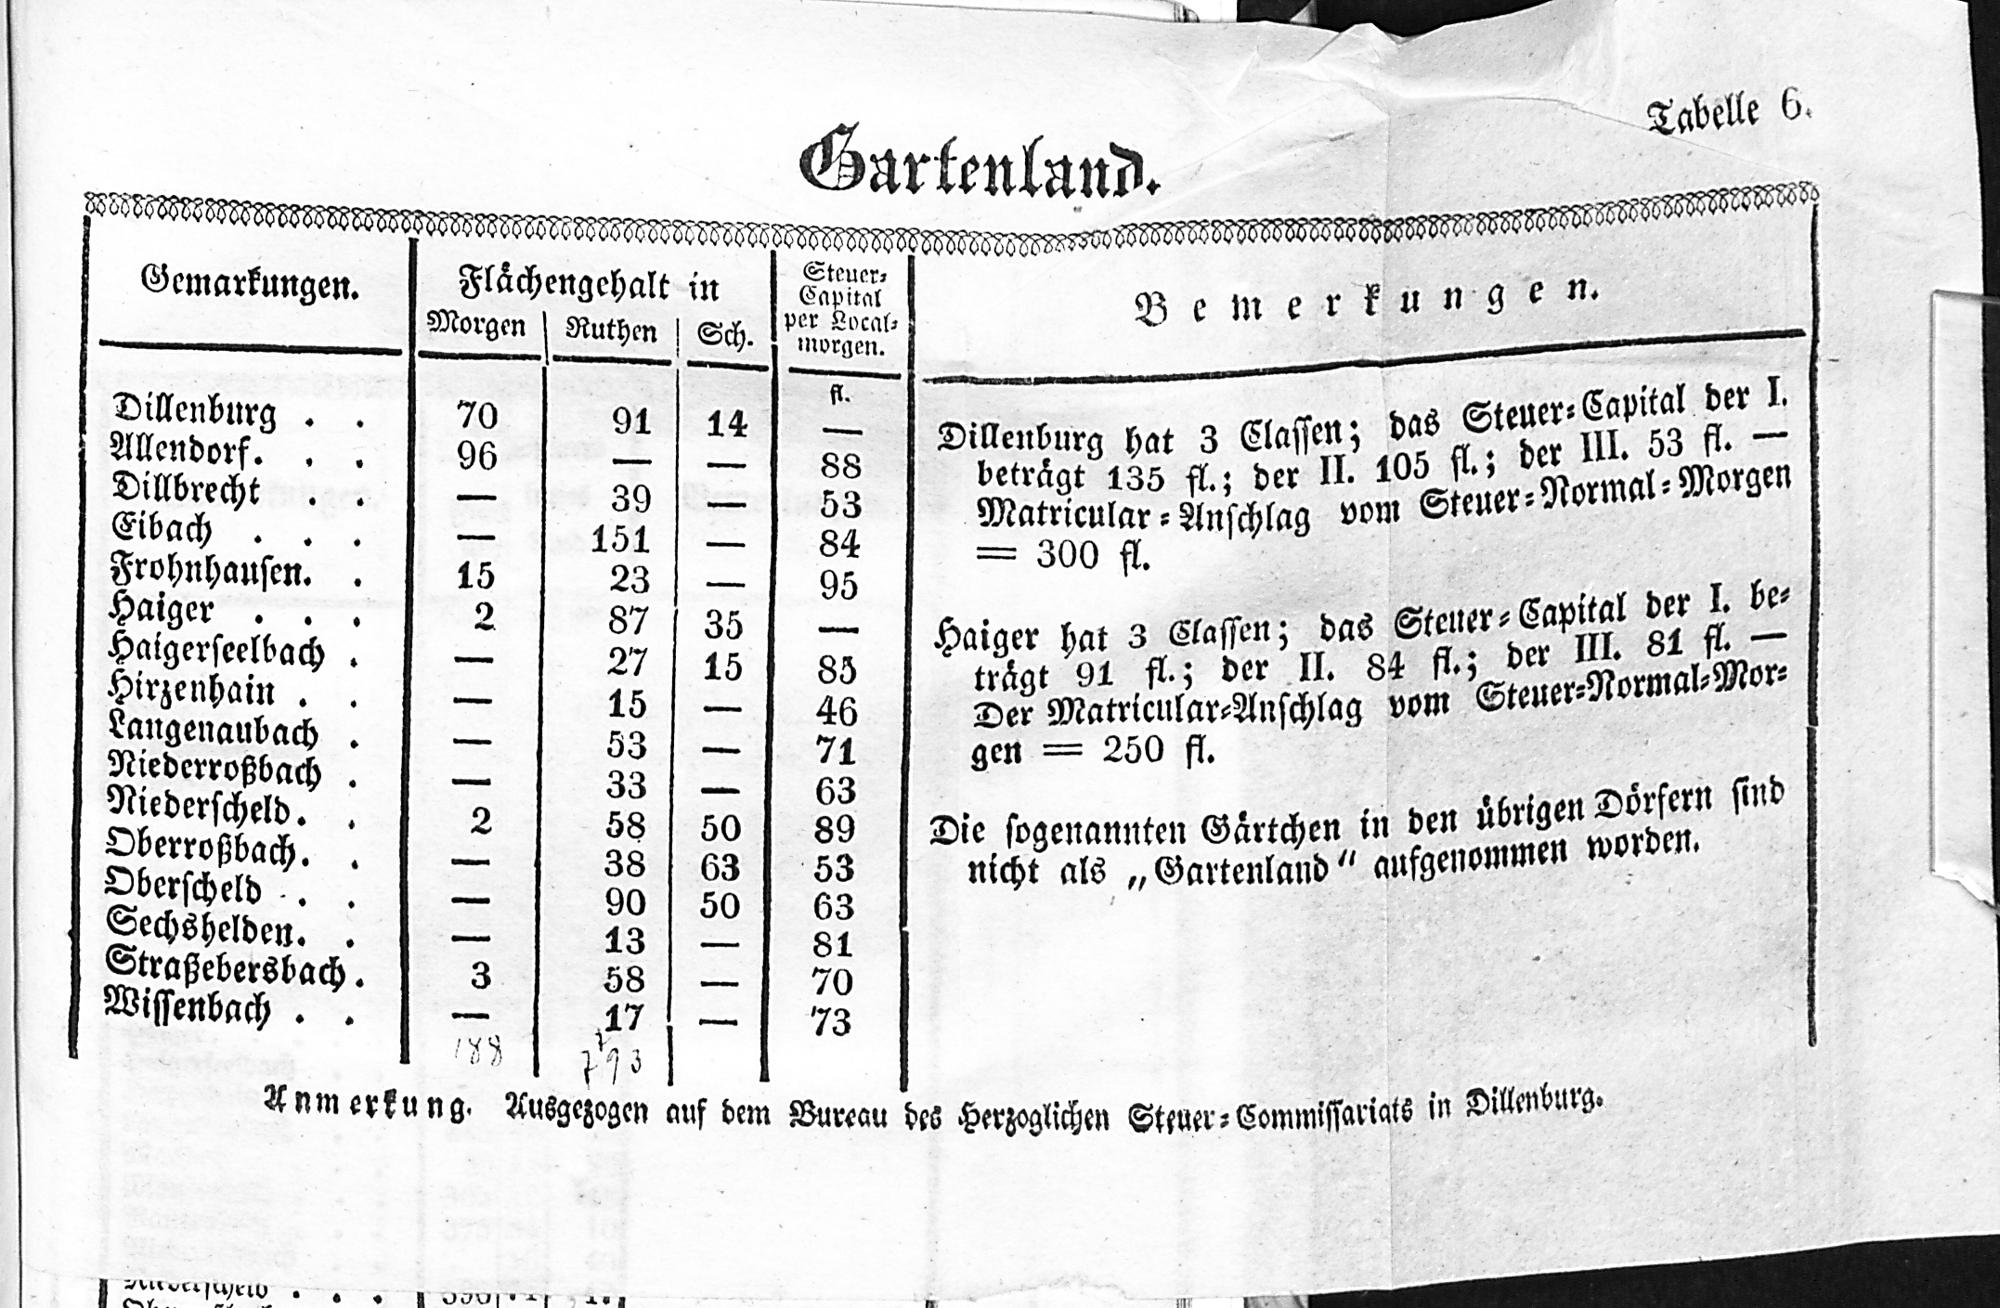 Tabelle 6.
Gartenland.
Gemarkungen. Flächengehalt in Steuer=Capital per Local=morgen. Bemerkungen.
Morgen Ruthen Sch.
fl.
Dillenburg . . 70 91 14 —
Allendorf. . . 96 — — 88
Dillbrecht . . — 39 — 53
Eibach . . . — 151 — 84
Frohnhausen. . 15 23 — 95
Haiger . . . 2 87 35 —
Haigerseelbach . — 27 15 85
Hirzenhain . . — 15 — 46
Langenaubach . — 53 — 71
Niederroßbach . — 33 — 63
Niederscheld. . 2 58 50 89
Oberroßbach. . — 38 63 53
Oberscheld . . — 90 50 63
Sechshelden. . — 13 — 81
Straßebersbach. 3 58 — 70
Wissenbach . . — 17 — 73
188 793
Dillenburg hat 3 Classen; das Steuer=Capital der I.
beträgt 135 fl.; der II. 105 fl.; der III. 53 fl. —
Matricular=Anschlag vom Steuer=Normal=Morgen
= 300 fl.
Haiger hat 3 Classen; das Steuer=Capital der I. be=
trägt 91 fl.; der II. 84 fl.; der III. 81 fl. —
Der Matricular=Anschlag vom Steuer=Normal=Mor=
gen = 250 fl.
Die sogenannten Gärtchen in den übrigen Dörfern sind
nicht als „Gartenland“ aufgenommen worden.
Anmerkung. Ausgezogen auf dem Bureau des Herzoglichen Steuer=Commissariats in Dillenburg.